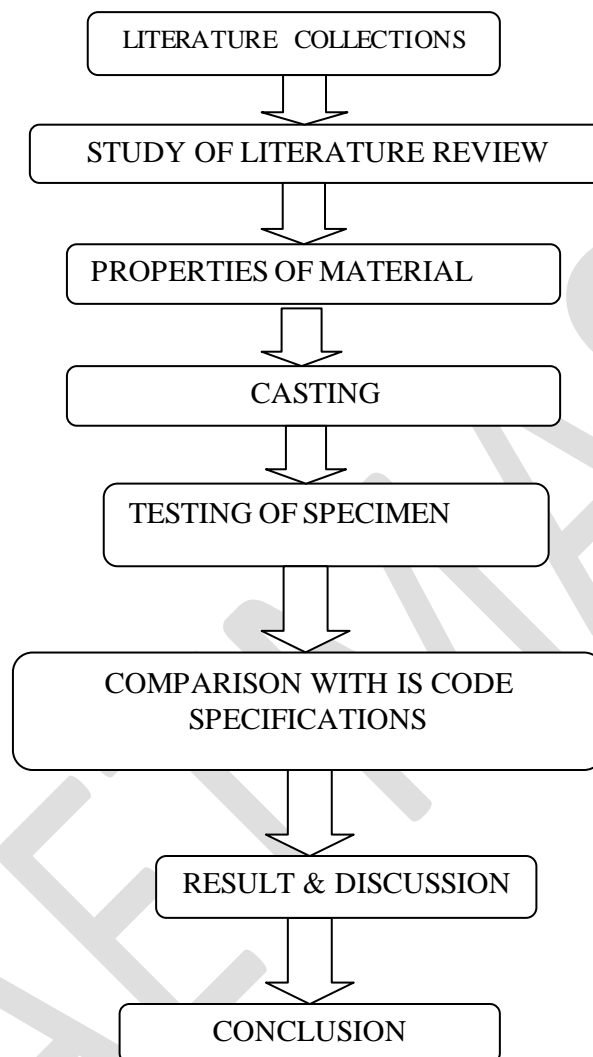 LITERATURE COLLECTIONS
STUDY OF LITERATURE REVIEW
PROPERTIES OF MATERIAL
CASTING
TESTING OF SPECIMEN
COMPARISON WITH IS CODE
SPECIFICATIONS
RESULT & DISCUSSION
CONCLUSION